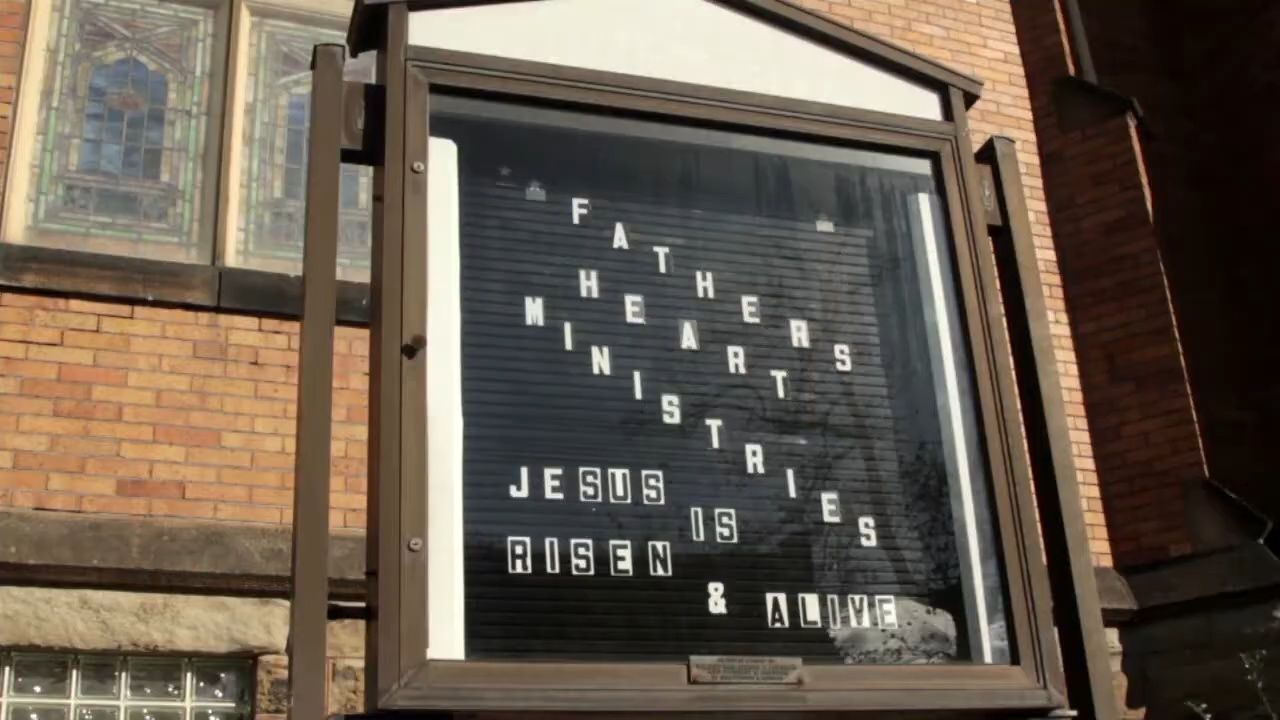 FATHERS
HEART
MINISTRIES
JESUS
IS
RISEN
& ALIVE